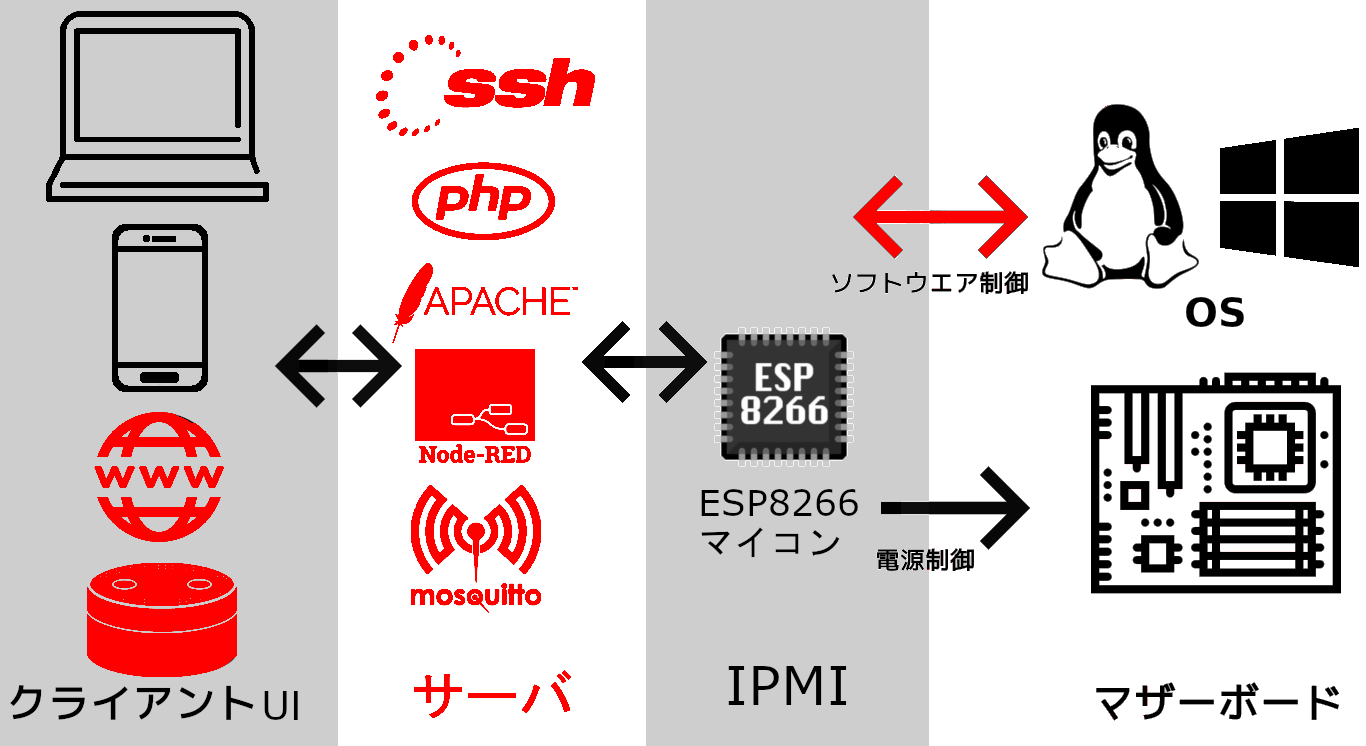 www
クライアントUI
ssh
php
APACHE™
Node-RED
mosquitto
サーバ
ESP
8266
ESP8266
マイコン
IPMI
ソフトウエア制御
OS
電源制御
マザーボード